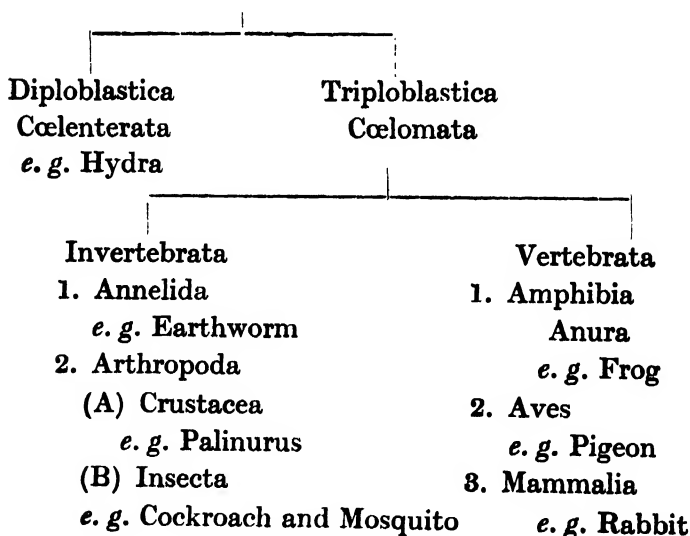 Diploblastica
Cœlenterata
e. g. Hydra
Triploblastica
Cœlomata
Invertebrata
1. Annelida
e. g. Earthworm
2. Arthropoda
(A) Crustacea
e. g. Palinurus
(B) Insecta
e. g. Cockroach and Mosquito
Vertebrata
1. Amphibia
Anura
e. g. Frog
2. Aves
e. g. Pigeon
3. Mammalia
e. g. Rabbit